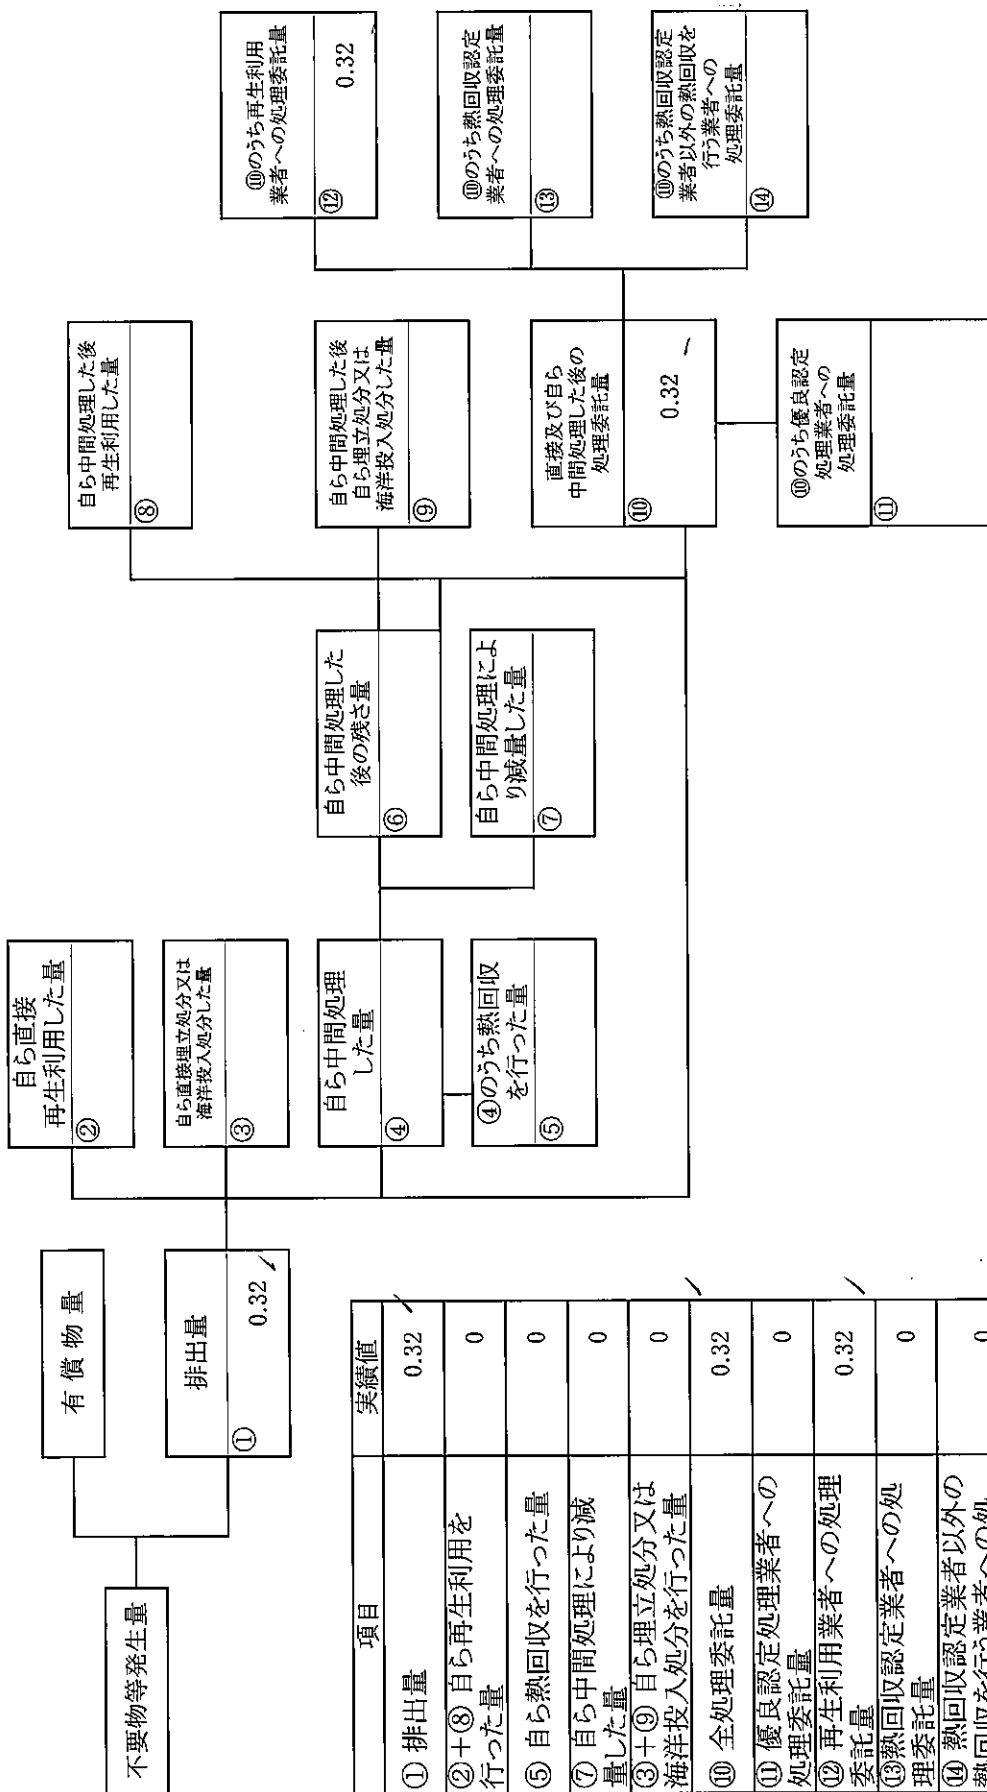 不要物等発生量
有償物量
排出量
①
0.32
自ら直接
再生利用した量
②
自ら直接埋立処分又は
海洋投入処分した量
③
自ら中間処理
した量
④
④のうち熱回収
を行った量
⑤
自ら中間処理した
後の残さ量
⑥
自ら中間処理によ
り減量した量
⑦
自ら中間処理した後
再生利用した量
⑧
自ら中間処理した後
自ら埋立処分又は
海洋投入処分した量
⑨
直接及び自ら
中間処理した後の
処理委託量
⑩
0.32
⑩のうち優良認定
処理業者への
処理委託量
⑪
⑩のうち再生利用
業者への処理委託量
⑫
0.32
⑩のうち熱回収認定
業者への処理委託量
⑬
⑩のうち熱回収認定
業者以外の熱回収を
行う業者への
処理委託量
⑭
項目 実績値
① 排出量 0.32
②+⑧ 自ら再生利用を
行った量 0
⑤ 自ら熱回収を行った量 0
⑦ 自ら中間処理により減
量した量 0
③+⑨ 自ら埋立処分又は
海洋投入処分を行った量 0
⑩ 全処理委託量 0.32
⑪ 優良認定処理業者への
処理委託量 0
⑫ 再生利用業者への処理
委託量 0.32
⑬熱回収認定業者への処
理委託量 0
⑭ 熱回収認定業者以外の
熱回収を行う業者への処 0